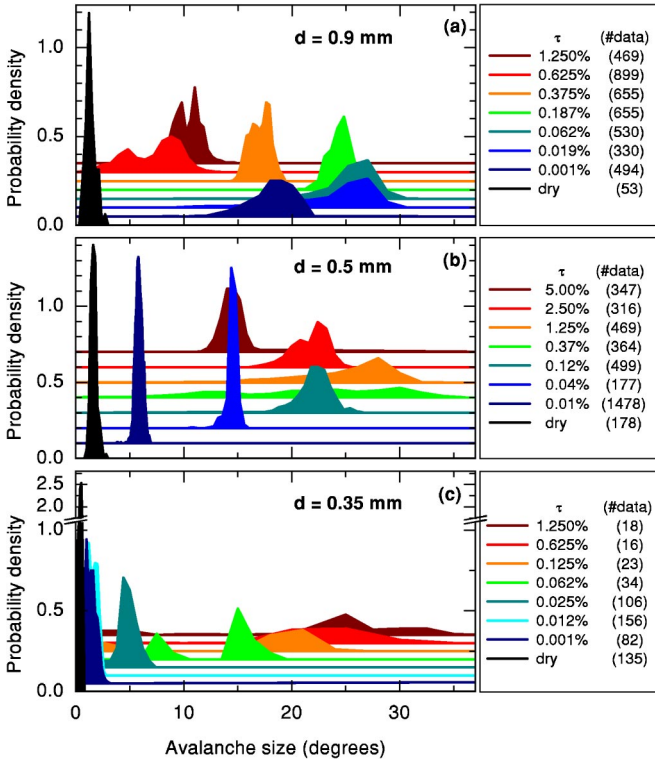 (a)
d = 0.9 mm
Probability density
1.2
1.0
0.5
0.0
τ (#data)
1.250% (469)
0.625% (899)
0.375% (655)
0.187% (655)
0.062% (530)
0.019% (330)
0.001% (494)
dry (53)
(b)
d = 0.5 mm
Probability density
1.0
0.5
0.0
τ (#data)
5.00% (347)
2.50% (316)
1.25% (469)
0.37% (364)
0.12% (499)
0.04% (177)
0.01% (1478)
dry (178)
(c)
d = 0.35 mm
Probability density
2.5
2.0
1.0
0.5
0.0
τ (#data)
1.250% (18)
0.625% (16)
0.125% (23)
0.062% (34)
0.025% (106)
0.012% (156)
0.001% (82)
dry (135)
0 10 20 30
Avalanche size (degrees)